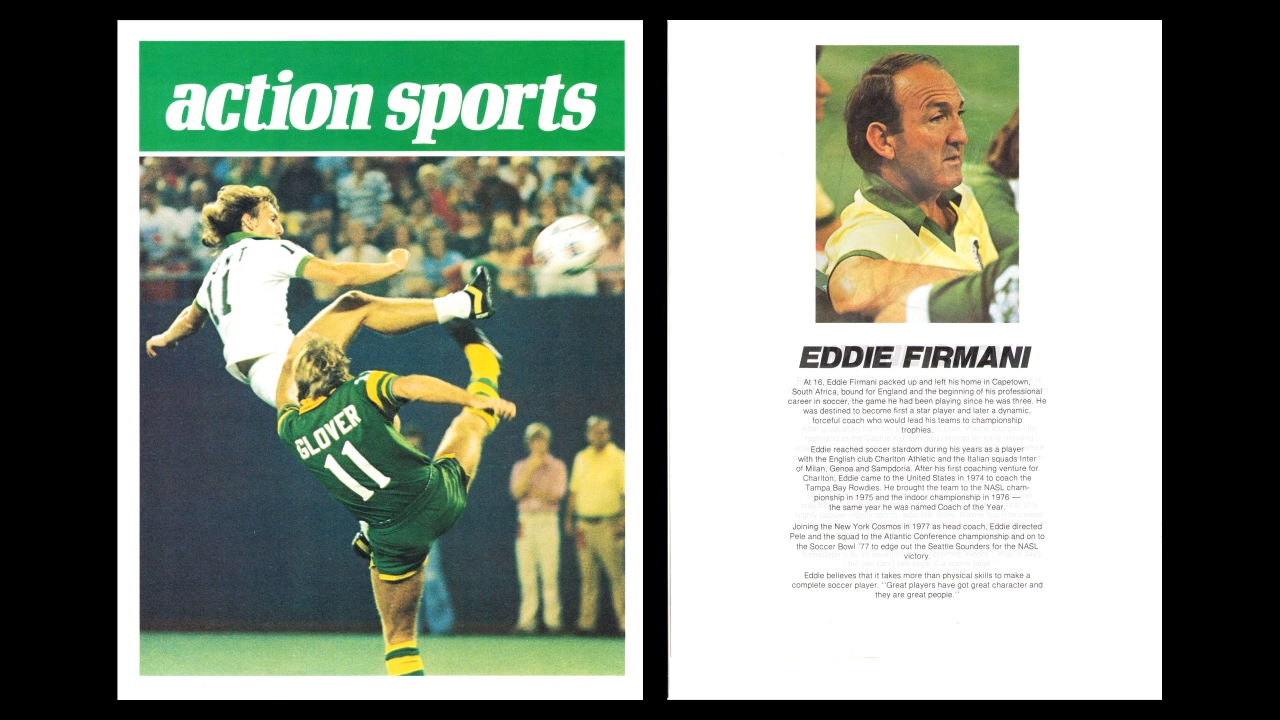 action sports
GLOVER
11
11
EDDIE FIRMANI
At 16, Eddie Firmani packed up and left his home in Capetown,
South Africa, bound for England and the beginning of his professional
career in soccer, the game he had been playing since he was three. He
was destined to become first a star player and later a dynamic,
forceful coach who would lead his teams to championship
trophies.
Eddie reached soccer stardom during his years as a player
with the English club Charlton Athletic and the Italian squads Inter
of Milan, Genoa and Sampdoria. After his first coaching venture for
Charlton, Eddie came to the United States in 1974 to coach the
Tampa Bay Rowdies. He brought the team to the NASL cham-
pionship in 1975 and the indoor championship in 1976 —
the same year he was named Coach of the Year.
Joining the New York Cosmos in 1977 as head coach, Eddie directed
Pele and the squad to the Atlantic Conference championship and on to
the Soccer Bowl '77 to edge out the Seattle Sounders for the NASL
victory.
Eddie believes that it takes more than physical skills to make a
complete soccer player. ''Great players have got great character and
they are great people.''